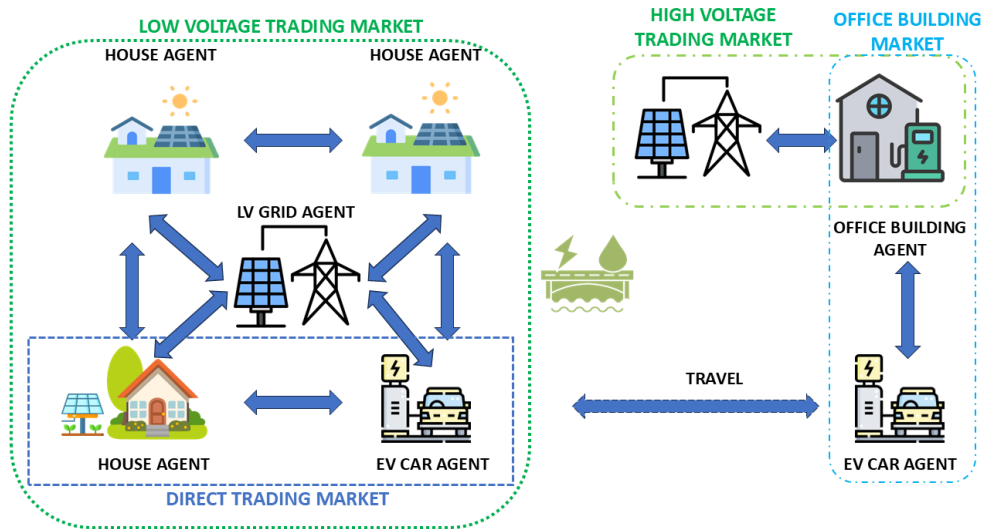 LOW VOLTAGE TRADING MARKET
HOUSE AGENT
HOUSE AGENT
LV GRID AGENT
HOUSE AGENT
EV CAR AGENT
DIRECT TRADING MARKET
TRAVEL
HIGH VOLTAGE
TRADING MARKET
OFFICE BUILDING
MARKET
OFFICE BUILDING
AGENT
EV CAR AGENT